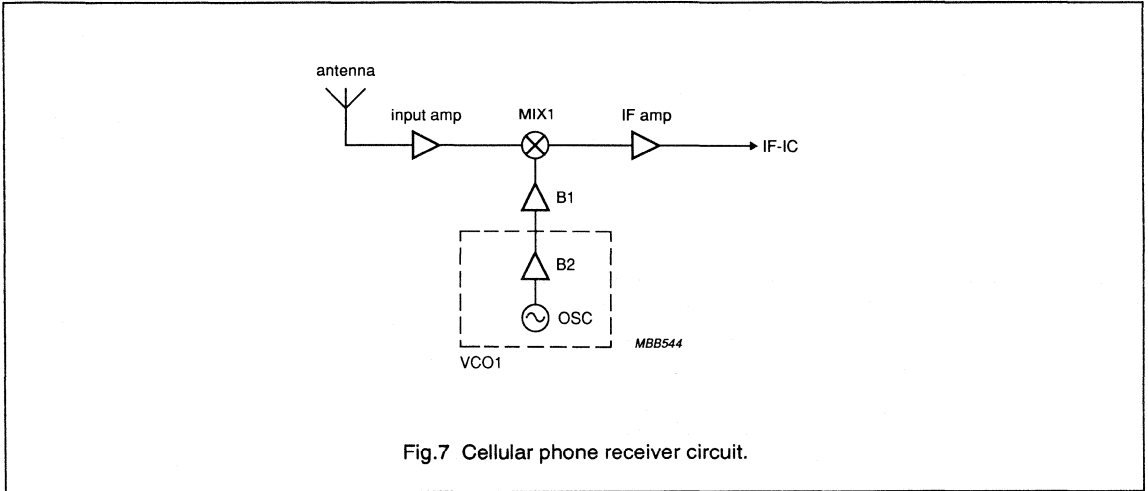 antenna
input amp
MIX1
IF amp
IF-IC
B1
B2
OSC
MBB544
VCO1
Fig.7 Cellular phone receiver circuit.